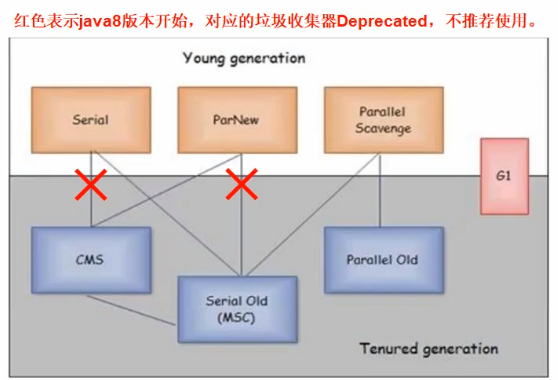 红色表示java8版本开始，对应的垃圾收集器Deprecated，不推荐使用。
Young generation
Serial
ParNew
Parallel
Scavenge
G1
CMS
Serial Old
(MSC)
Parallel Old
Tenured generation